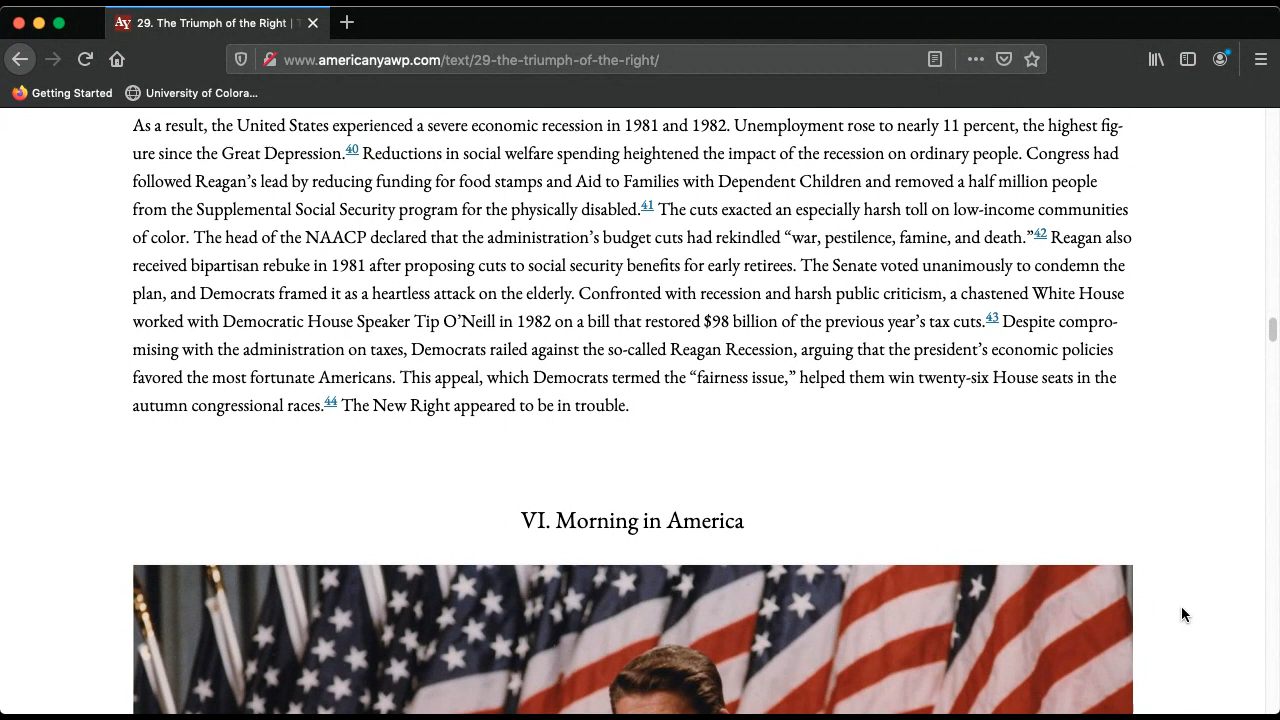 29. The Triumph of the Right |
www.americanyawp.com/text/29-the-triumph-of-the-right/
Getting Started
University of Colora...
As a result, the United States experienced a severe economic recession in 1981 and 1982. Unemployment rose to nearly 11 percent, the highest fig-
ure since the Great Depression.40 Reductions in social welfare spending heightened the impact of the recession on ordinary people. Congress had
followed Reagan’s lead by reducing funding for food stamps and Aid to Families with Dependent Children and removed a half million people
from the Supplemental Social Security program for the physically disabled.41 The cuts exacted an especially harsh toll on low-income communities
of color. The head of the NAACP declared that the administration’s budget cuts had rekindled “war, pestilence, famine, and death.”42 Reagan also
received bipartisan rebuke in 1981 after proposing cuts to social security benefits for early retirees. The Senate voted unanimously to condemn the
plan, and Democrats framed it as a heartless attack on the elderly. Confronted with recession and harsh public criticism, a chastened White House
worked with Democratic House Speaker Tip O’Neill in 1982 on a bill that restored $98 billion of the previous year’s tax cuts.43 Despite compro-
mising with the administration on taxes, Democrats railed against the so-called Reagan Recession, arguing that the president’s economic policies
favored the most fortunate Americans. This appeal, which Democrats termed the “fairness issue,” helped them win twenty-six House seats in the
autumn congressional races.44 The New Right appeared to be in trouble.
VI. Morning in America